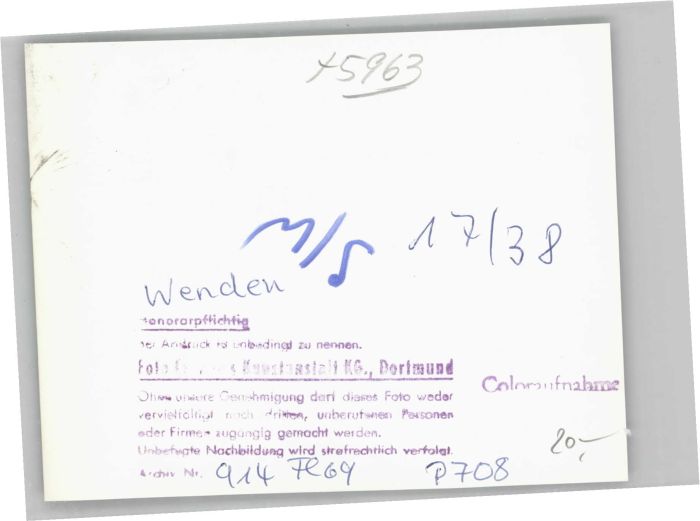 +5963
M/S 17/38
Wenden
Honorarpflichtig
Bei Abdruck ist unbedingt zu nennen.
Foto Kunstanstalt KG., Dortmund
Coloraufnahme
Ohne unsere Genehmigung darf dieses Foto weder
vervielfältigt noch dritten, unberufenen Personen
oder Firmen zugängig gemacht werden.
Unbefugte Nachbildung wird strafrechtlich verfolgt.
20,-
Archiv Nr. 914 P708